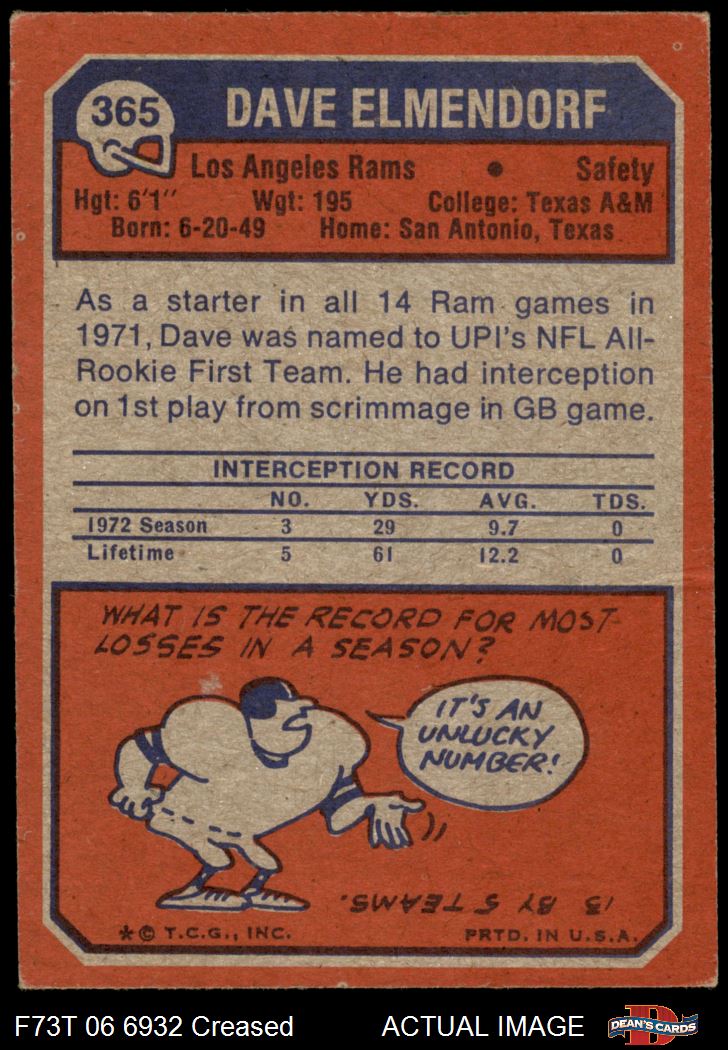 365
DAVE ELMENDORF
Los Angeles Rams • Safety
Hgt: 6'1" Wgt: 195 College: Texas A&M
Born: 6-20-49 Home: San Antonio, Texas
As a starter in all 14 Ram games in
1971, Dave was named to UPI's NFL All-
Rookie First Team. He had interception
on 1st play from scrimmage in GB game.
INTERCEPTION RECORD
NO. YDS. AVG. TDS.
1972 Season 3 29 9.7 0
Lifetime 5 61 12.2 0
WHAT IS THE RECORD FOR MOST
LOSSES IN A SEASON?
IT'S AN
UNLUCKY
NUMBER!
13 BY 5 TEAMS.
* © T.C.G., INC. PRTD. IN U.S.A.
F73T 06 6932 Creased ACTUAL IMAGE
D
DEAN'S CARDS